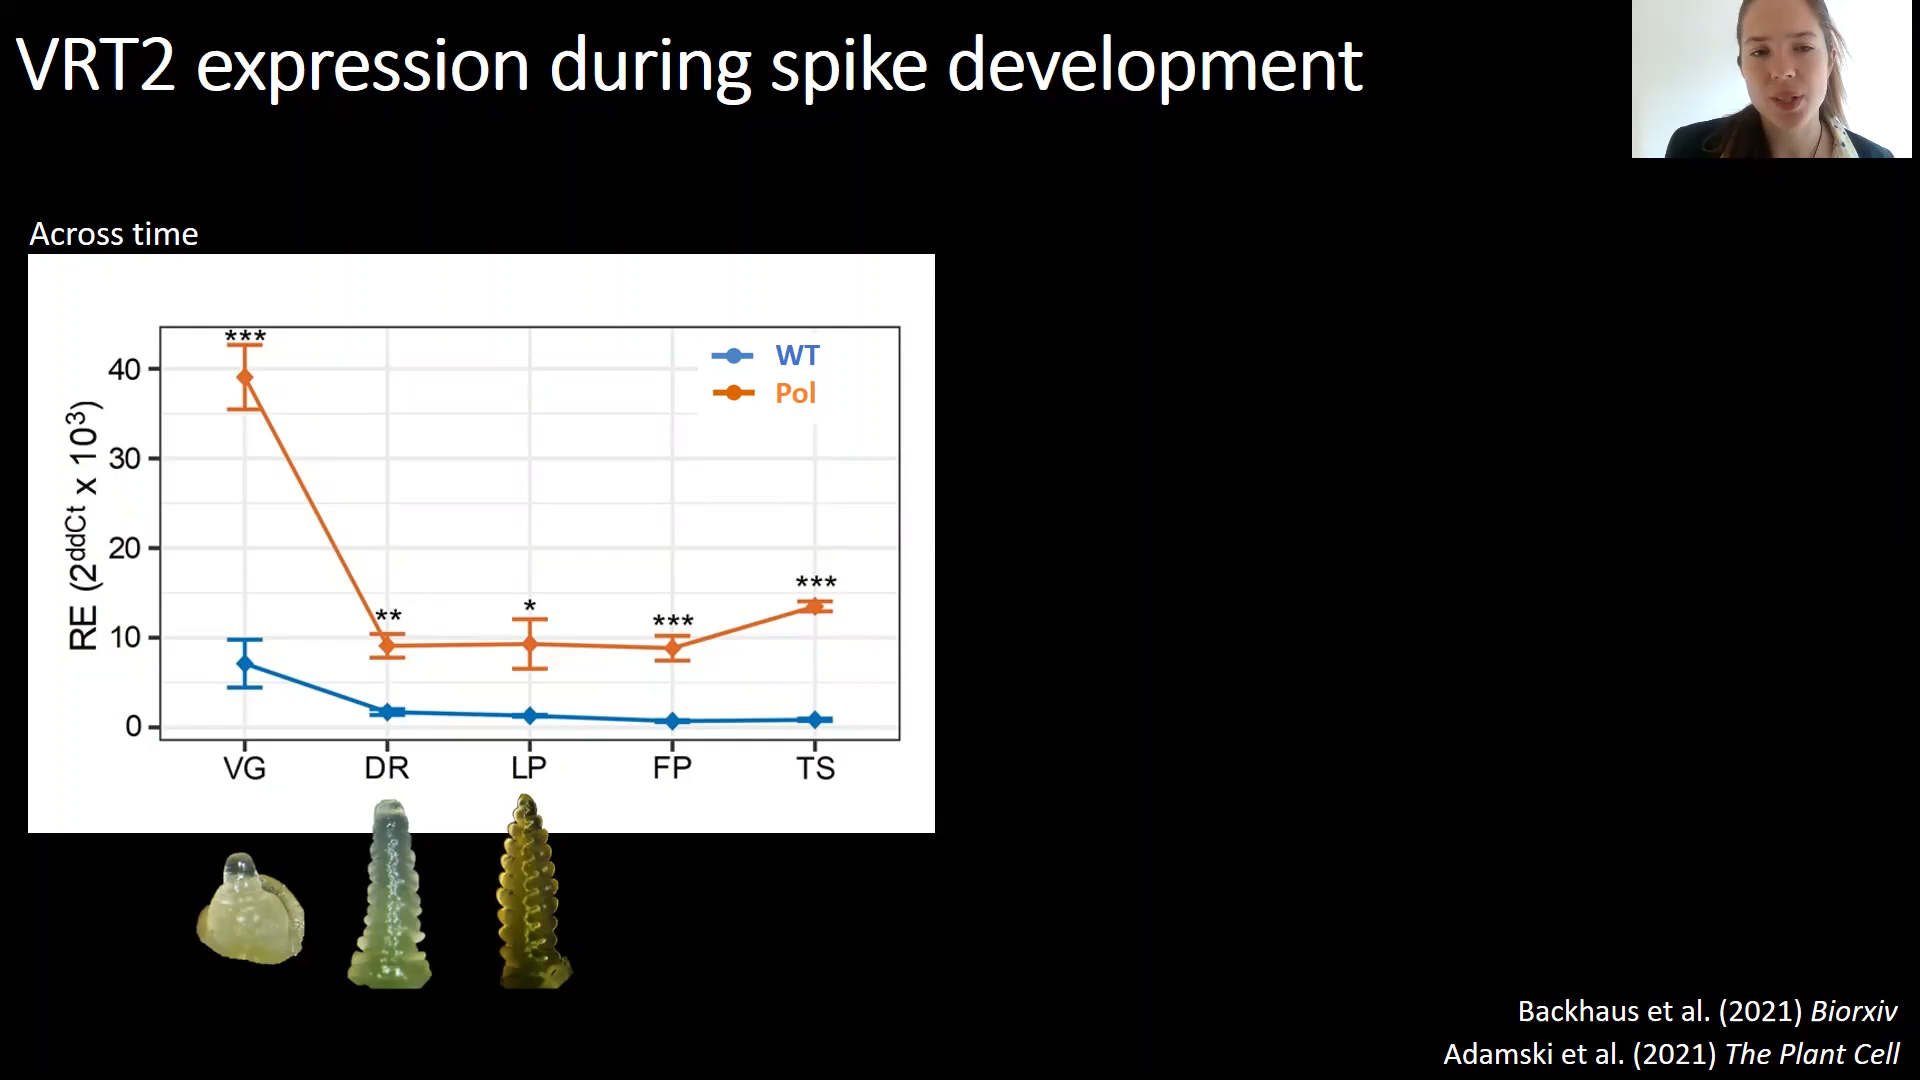 VRT2 expression during spike development
Across time
***
**
*
***
***
WT
Pol
RE (2^ddCt x 10^3)
40
30
20
10
0
VG DR LP FP TS
Backhaus et al. (2021) Biorxiv
Adamski et al. (2021) The Plant Cell